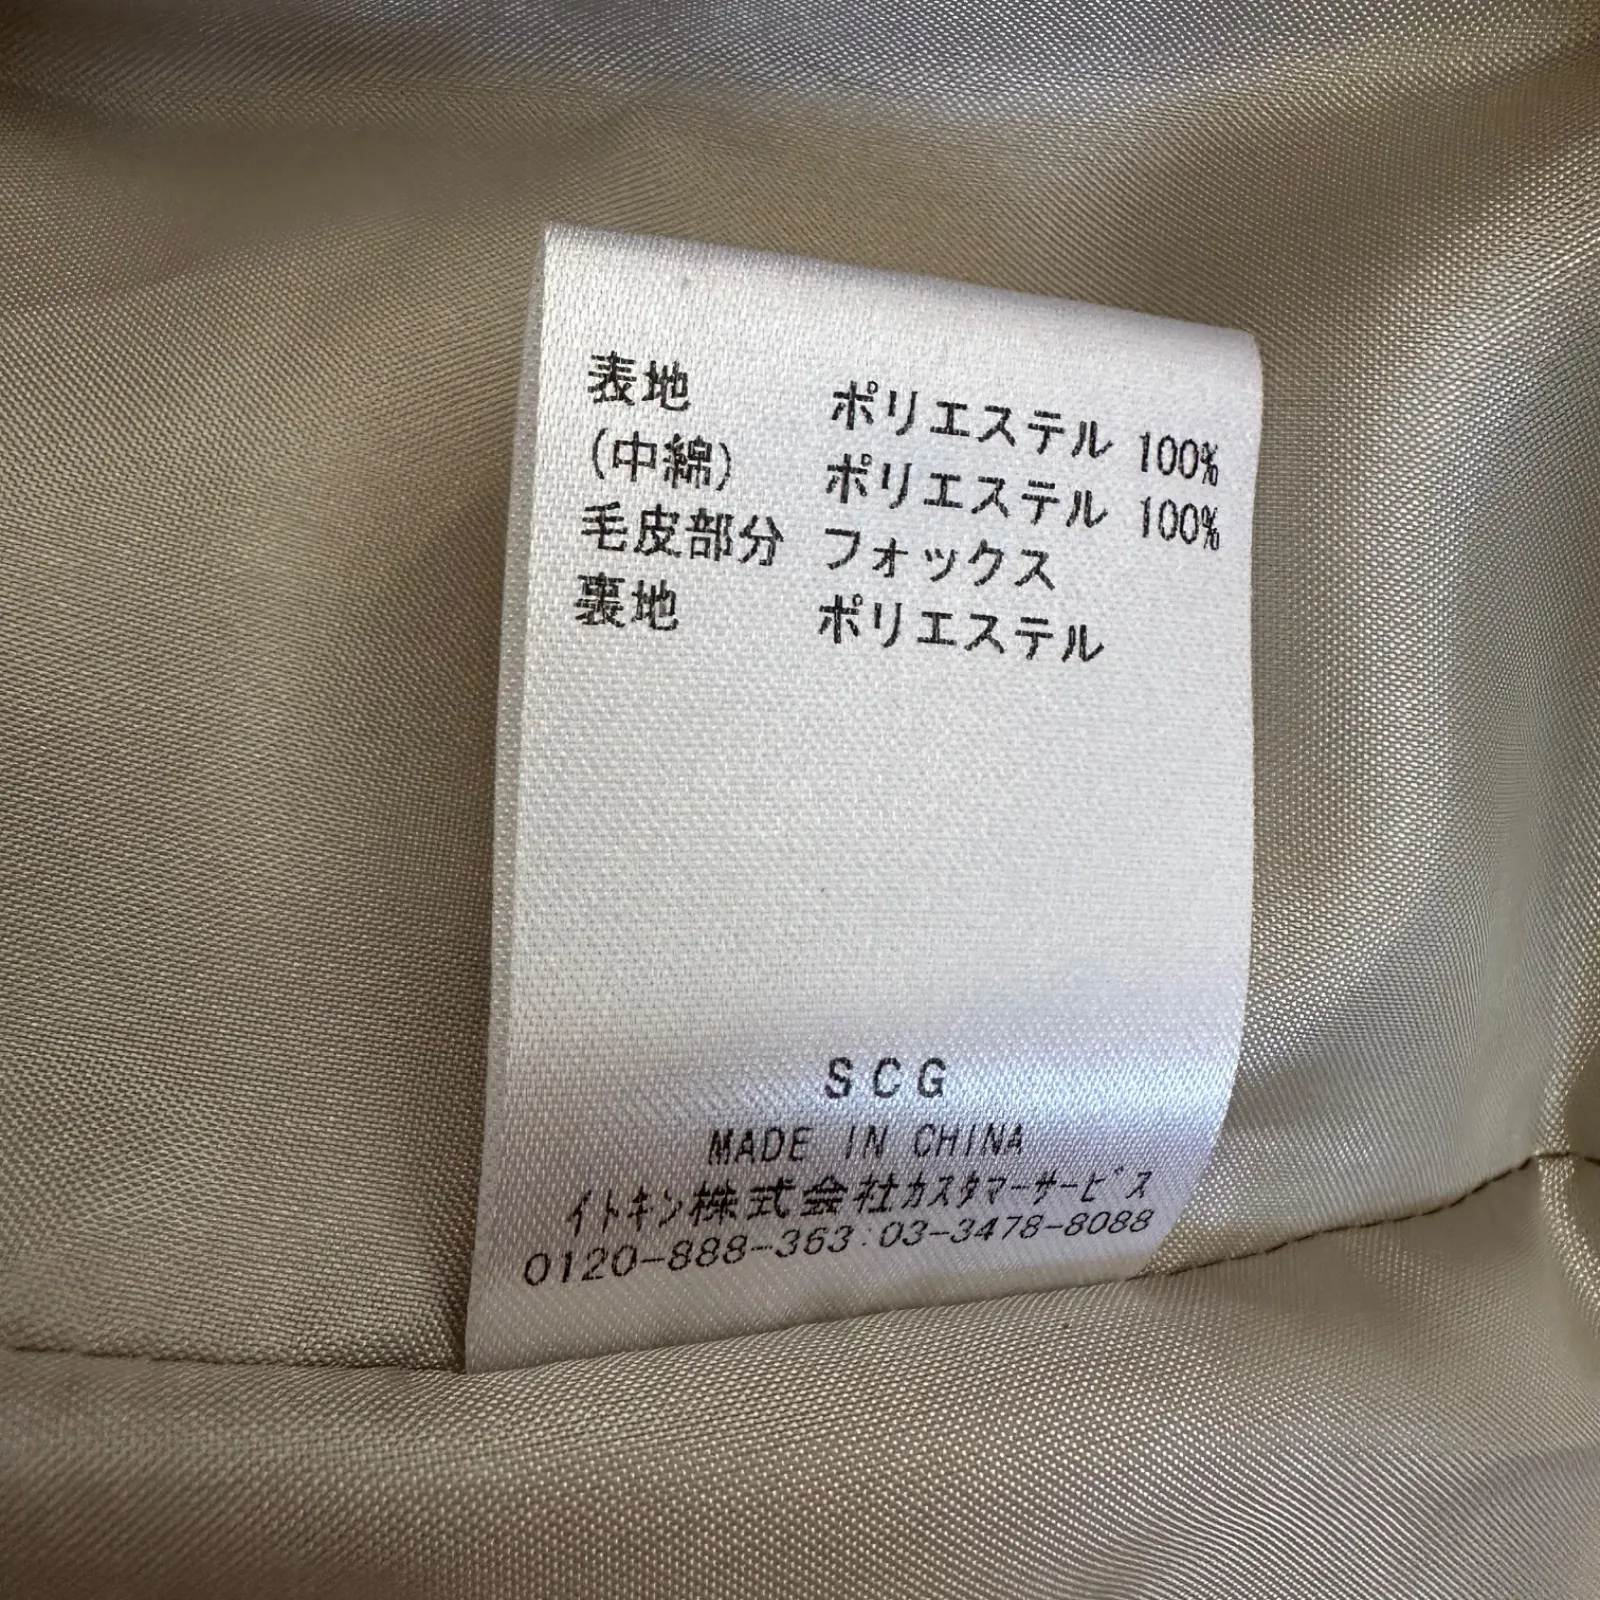 表地 ポリエステル 100%
(中綿) ポリエステル 100%
毛皮部分 フォックス
裏地 ポリエステル
SCG
MADE IN CHINA
イトキン株式会社カスタマーサービス
0120-888-363:03-3478-8088